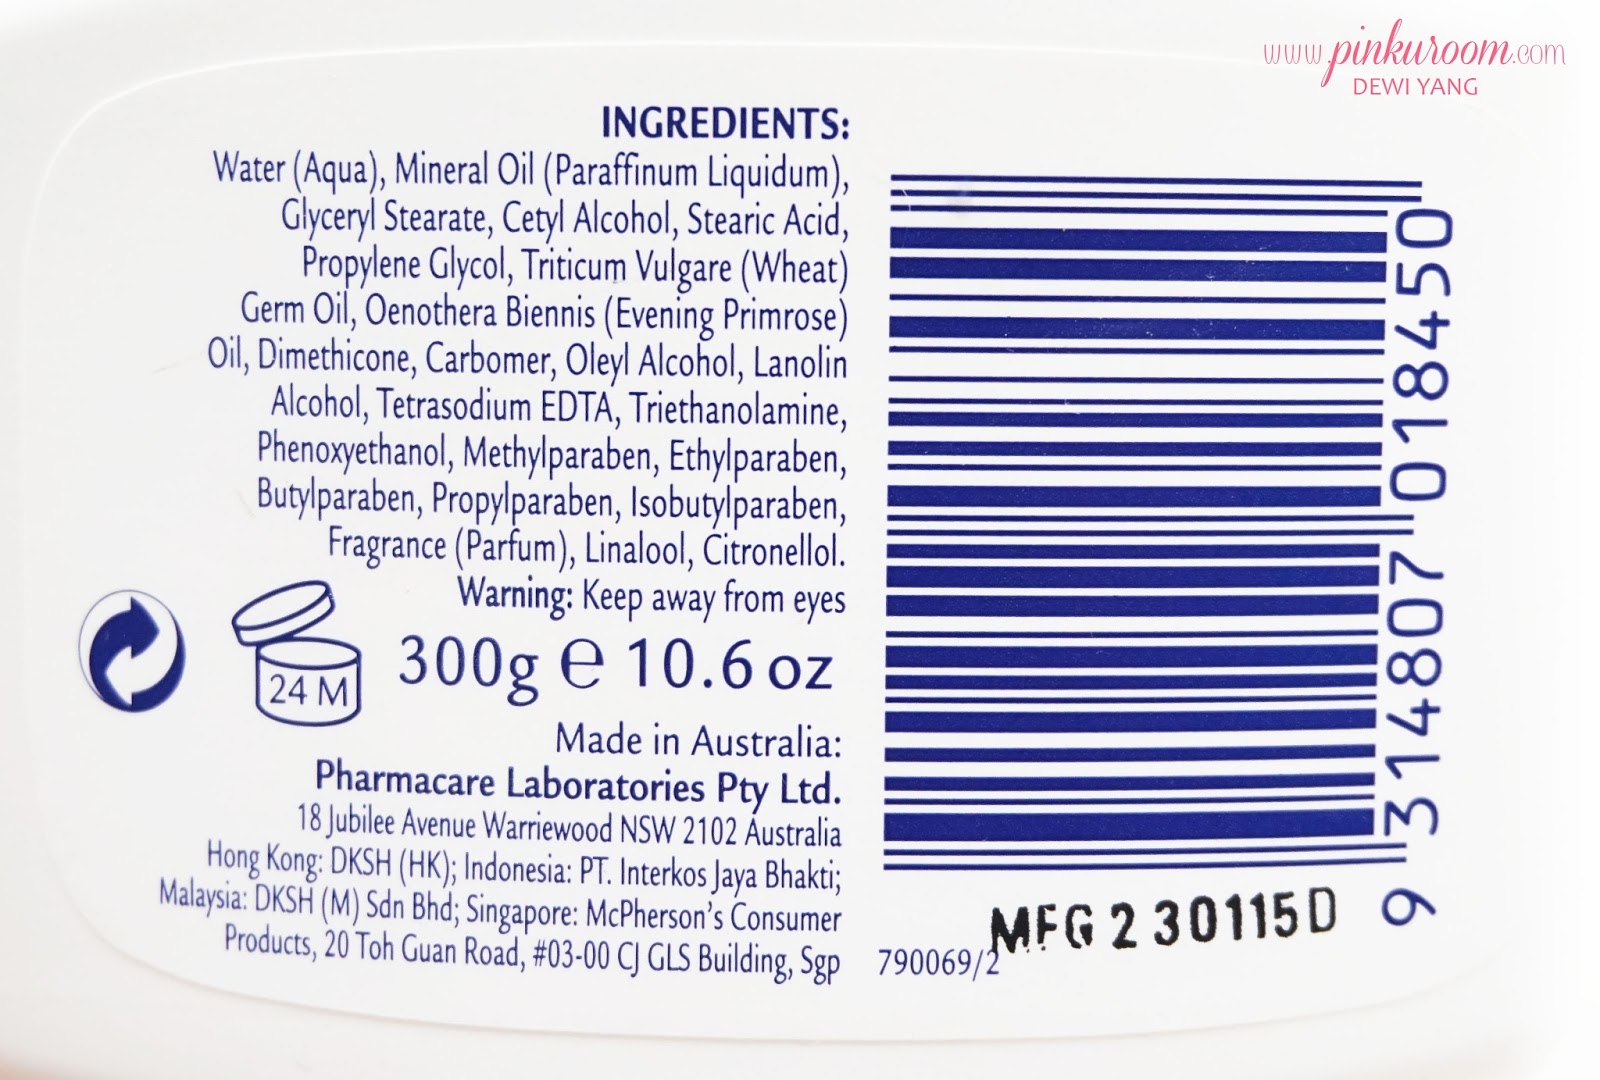 www.pinkuroom.com
DEWI YANG
INGREDIENTS:
Water (Aqua), Mineral Oil (Paraffinum Liquidum),
Glyceryl Stearate, Cetyl Alcohol, Stearic Acid,
Propylene Glycol, Triticum Vulgare (Wheat)
Germ Oil, Oenothera Biennis (Evening Primrose)
Oil, Dimethicone, Carbomer, Oleyl Alcohol, Lanolin
Alcohol, Tetrasodium EDTA, Triethanolamine,
Phenoxyethanol, Methylparaben, Ethylparaben,
Butylparaben, Propylparaben, Isobutylparaben,
Fragrance (Parfum), Linalool, Citronellol.
Warning: Keep away from eyes
24 M
300g e 10.6 oz
Made in Australia:
Pharmacare Laboratories Pty Ltd.
18 Jubilee Avenue Warriewood NSW 2102 Australia
Hong Kong: DKSH (HK); Indonesia: PT. Interkos Jaya Bhakti;
Malaysia: DKSH (M) Sdn Bhd; Singapore: McPherson's Consumer
Products, 20 Toh Guan Road, #03-00 CJ GLS Building, Sgp
790069/2
MFG 2 30115D
9 314807 018450